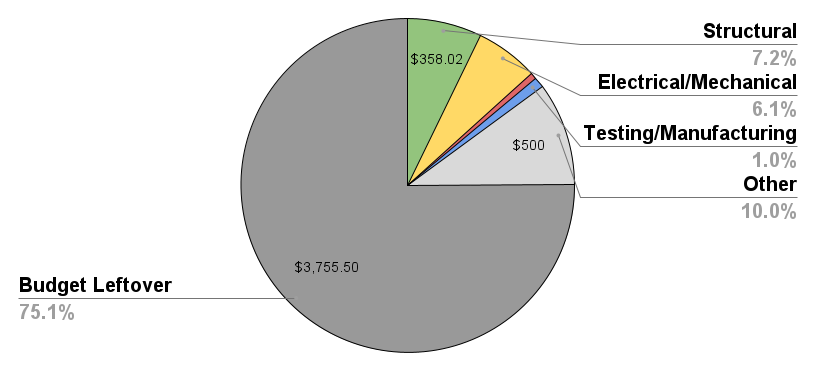 Structural
7.2%
$358.02
Electrical/Mechanical
6.1%
Testing/Manufacturing
1.0%
$500
Other
10.0%
$3,755.50
Budget Leftover
75.1%